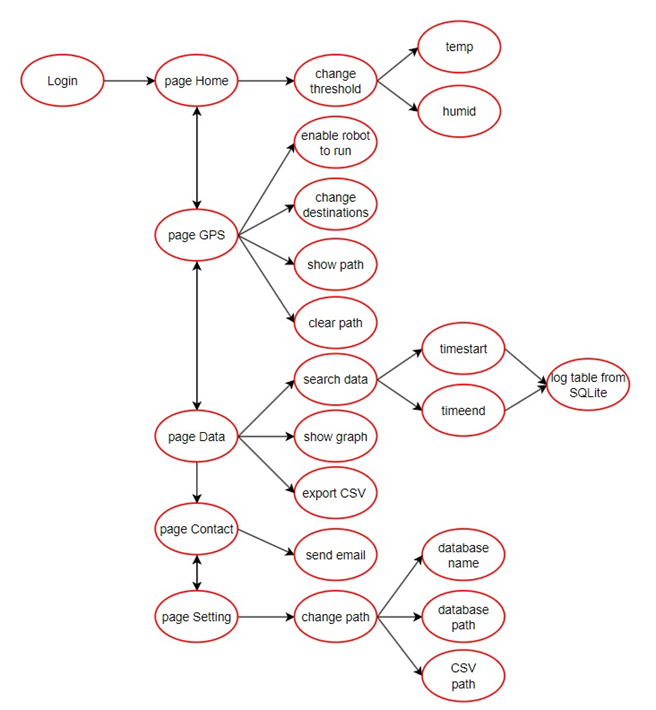 Login
page Home
change
threshold
temp
humid
enable robot
to run
change
destinations
page GPS
show path
clear path
search data
timestart
timeend
log table from
SQLite
page Data
show graph
export CSV
page Contact
send email
database
name
page Setting
change path
database
path
CSV
path